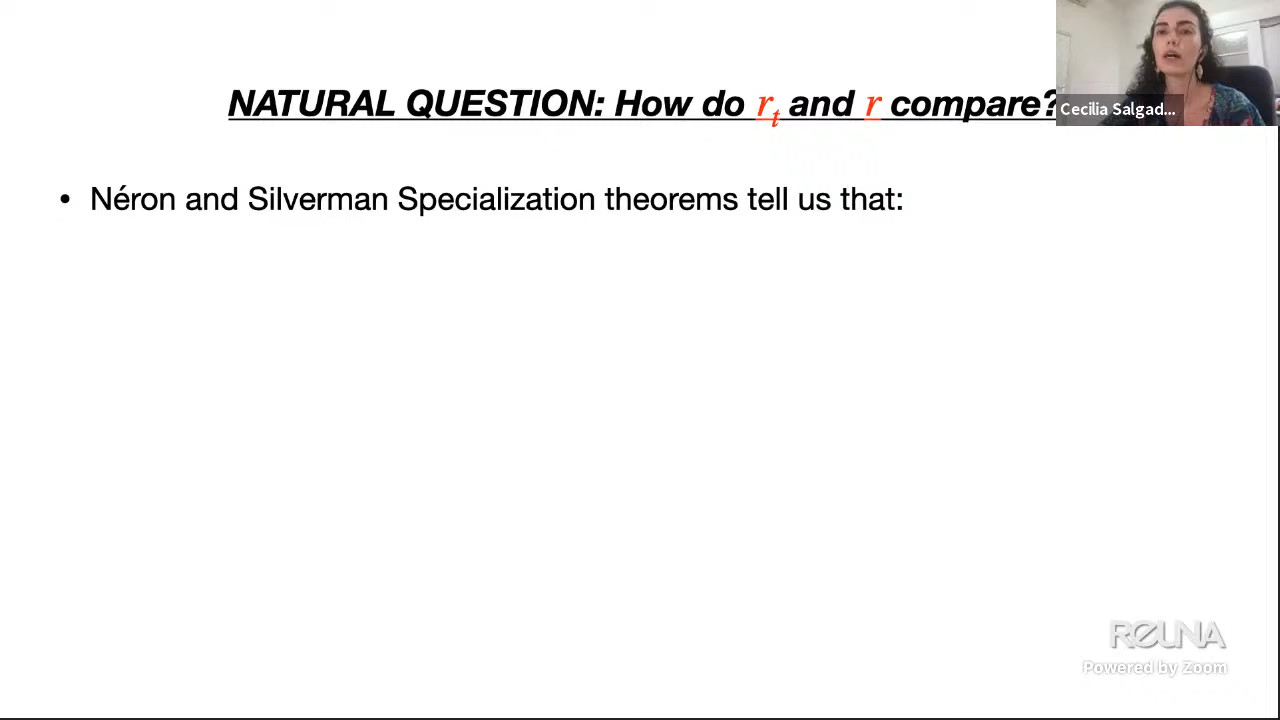 NATURAL QUESTION: How do rₜ and r compare?
Cecilia Salgad...
• Néron and Silverman Specialization theorems tell us that:
REUNA
Powered by Zoom